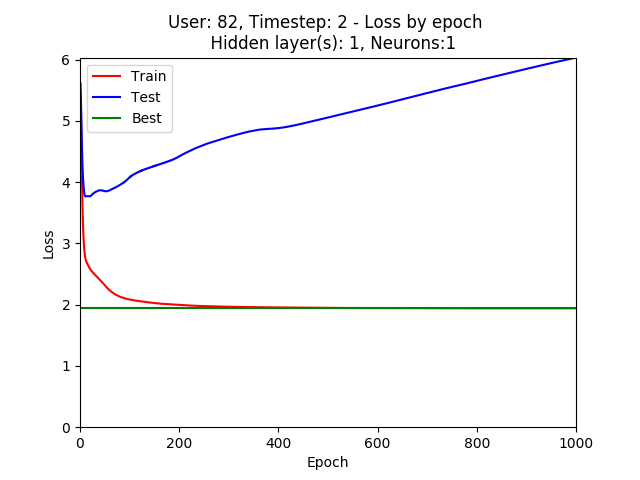 User: 82, Timestep: 2 - Loss by epoch
Hidden layer(s): 1, Neurons:1
Train
Test
Best
6
5
4
3
2
1
0
Loss
0 200 400 600 800 1000
Epoch